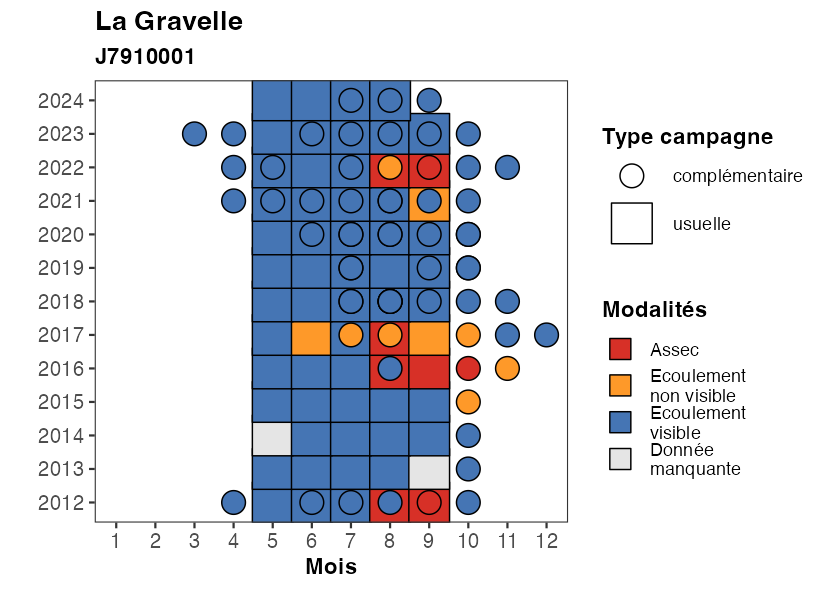 La Gravelle
J7910001
2024
2023
2022
2021
2020
2019
2018
2017
2016
2015
2014
2013
2012
1 2 3 4 5 6 7 8 9 10 11 12
Mois
Type campagne
complémentaire
usuelle
Modalités
Assec
Ecoulement
non visible
Ecoulement
visible
Donnée
manquante